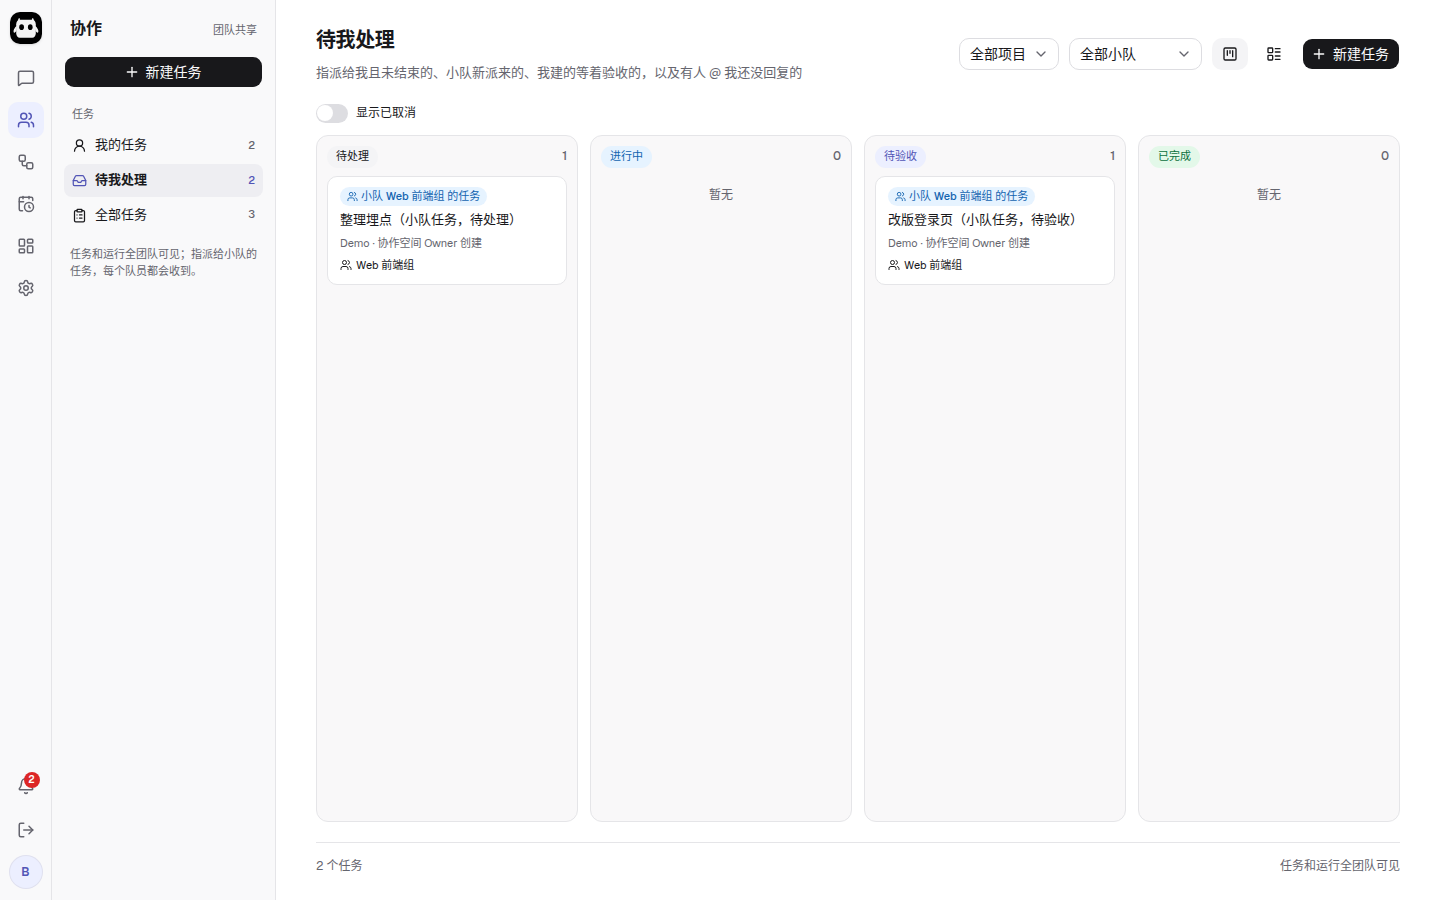 协作
团队共享
新建任务
任务
我的任务 2
待我处理 2
全部任务 3
任务和运行全团队可见；指派给小队的
任务，每个队员都会收到。
2
B
待我处理
指派给我且未结束的、小队新派来的、我建的等着验收的，以及有人 @ 我还没回复的
全部项目
全部小队
新建任务
显示已取消
待处理 1
小队 Web 前端组 的任务
整理埋点（小队任务，待处理）
Demo · 协作空间 Owner 创建
Web 前端组
进行中 0
暂无
待验收 1
小队 Web 前端组 的任务
改版登录页（小队任务，待验收）
Demo · 协作空间 Owner 创建
Web 前端组
已完成 0
暂无
2 个任务
任务和运行全团队可见